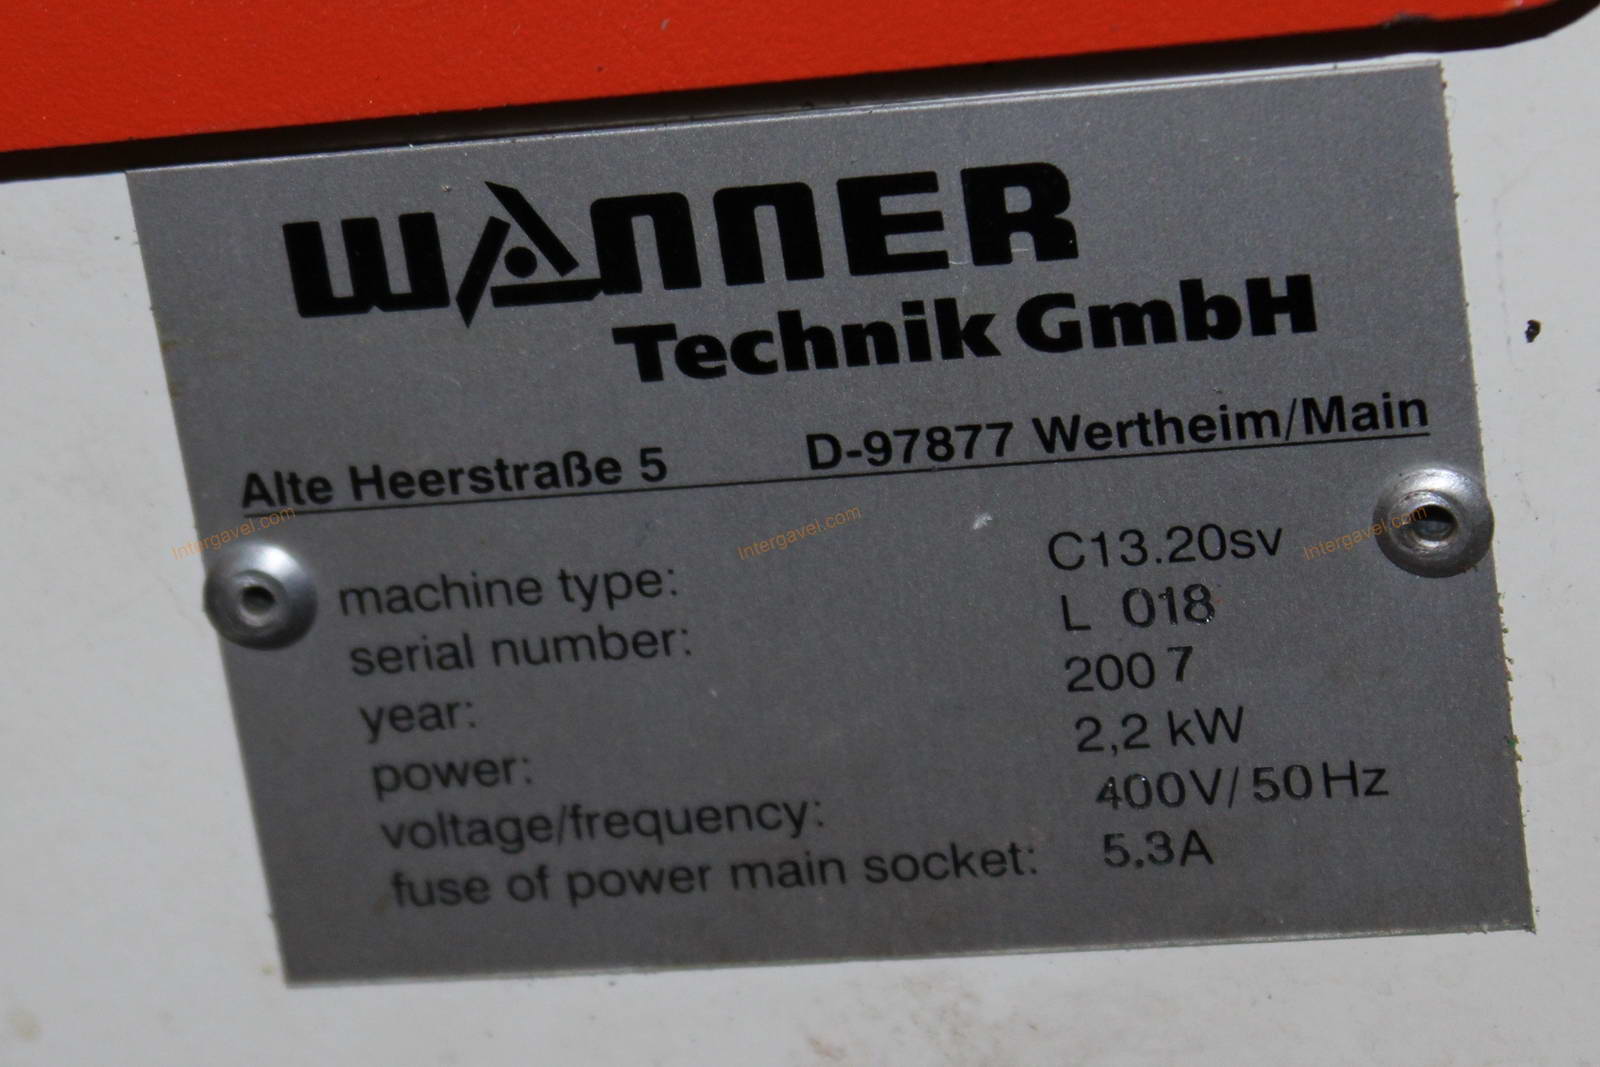 WANNER
Technik GmbH
Alte Heerstraße 5 D-97877 Wertheim/Main
machine type: C13.20sv
serial number: L 018
year: 2007
power: 2,2 kW
voltage/frequency: 400V/50Hz
fuse of power main socket: 5.3A
Intergavel.com Intergavel.com Intergavel.com